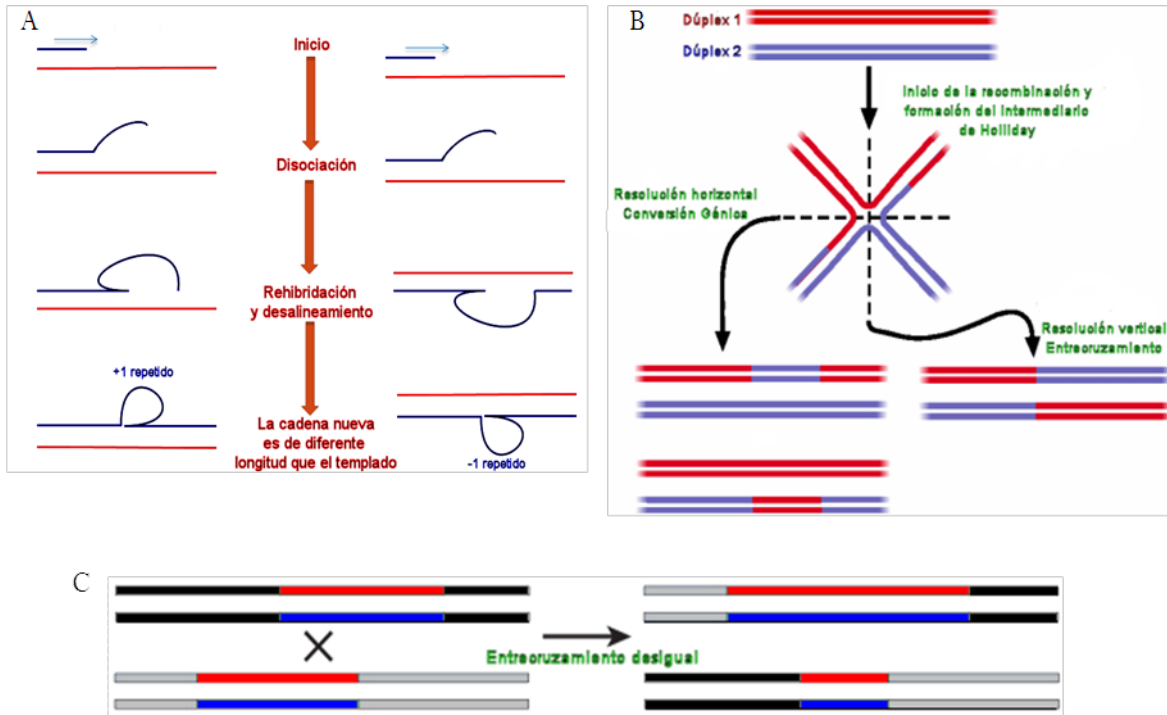 A
Inicio
Disociación
Rehibridación
y desalineamiento
+1 repetido
La cadena nueva
es de diferente
longitud que el templado
-1 repetido
B
Dúplex 1
Dúplex 2
Inicio de la recombinación y
formación del intermediario
de Holliday
Resolución horizontal
Conversión Génica
Resolución vertical
Entrecruzamiento
C
Entrecruzamiento desigual